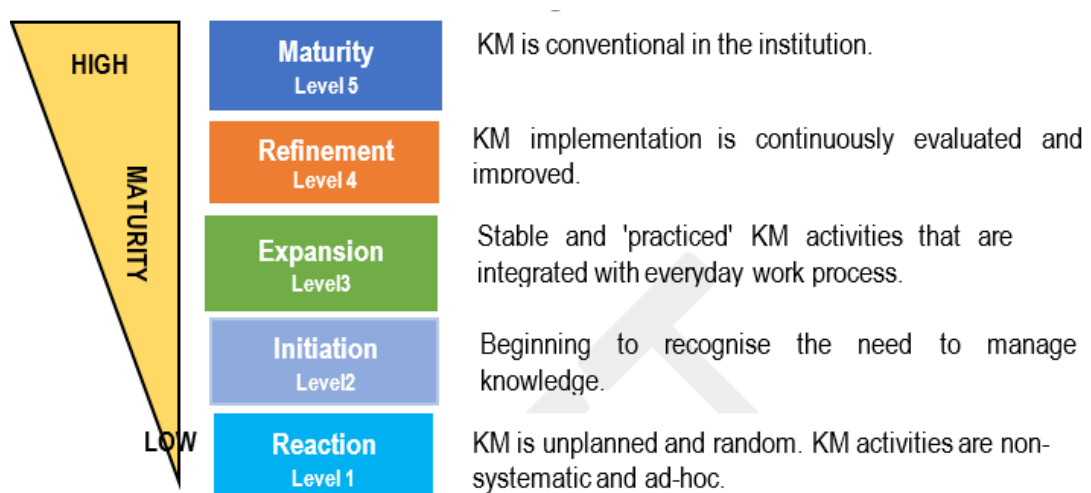 HIGH
MATURITY
LOW
Maturity
Level 5
KM is conventional in the institution.
Refinement
Level 4
KM implementation is continuously evaluated and
improved.
Expansion
Level3
Stable and 'practiced' KM activities that are
integrated with everyday work process.
Initiation
Level2
Beginning to recognise the need to manage
knowledge.
Reaction
Level 1
KM is unplanned and random. KM activities are non-
systematic and ad-hoc.